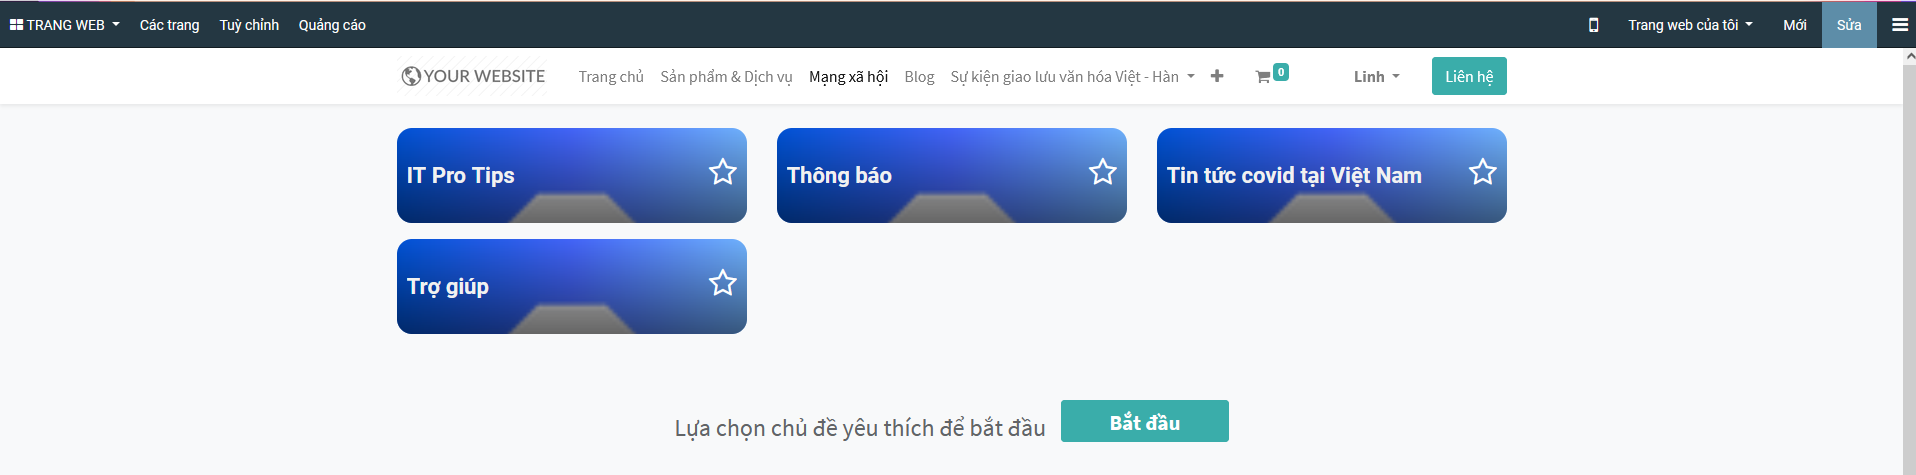 TRANG WEB Các trang Tuỳ chỉnh Quảng cáo Trang web của tôi Mới Sửa
YOUR WEBSITE Trang chủ Sản phẩm & Dịch vụ Mạng xã hội Blog Sự kiện giao lưu văn hóa Việt - Hàn 0 Linh Liên hệ
IT Pro Tips Thông báo Tin tức covid tại Việt Nam
Trợ giúp
Lựa chọn chủ đề yêu thích để bắt đầu Bắt đầu